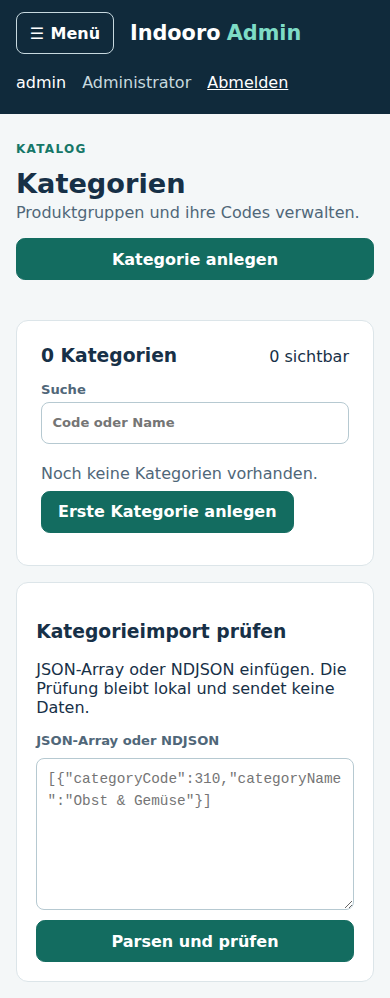 ☰ Menü
Indooro Admin
admin Administrator Abmelden
KATALOG
Kategorien
Produktgruppen und ihre Codes verwalten.
Kategorie anlegen
0 Kategorien
0 sichtbar
Suche
Code oder Name
Noch keine Kategorien vorhanden.
Erste Kategorie anlegen
Kategorieimport prüfen
JSON-Array oder NDJSON einfügen. Die
Prüfung bleibt lokal und sendet keine
Daten.
JSON-Array oder NDJSON
[{"categoryCode":310,"categoryName
":"Obst & Gemüse"}]
Parsen und prüfen